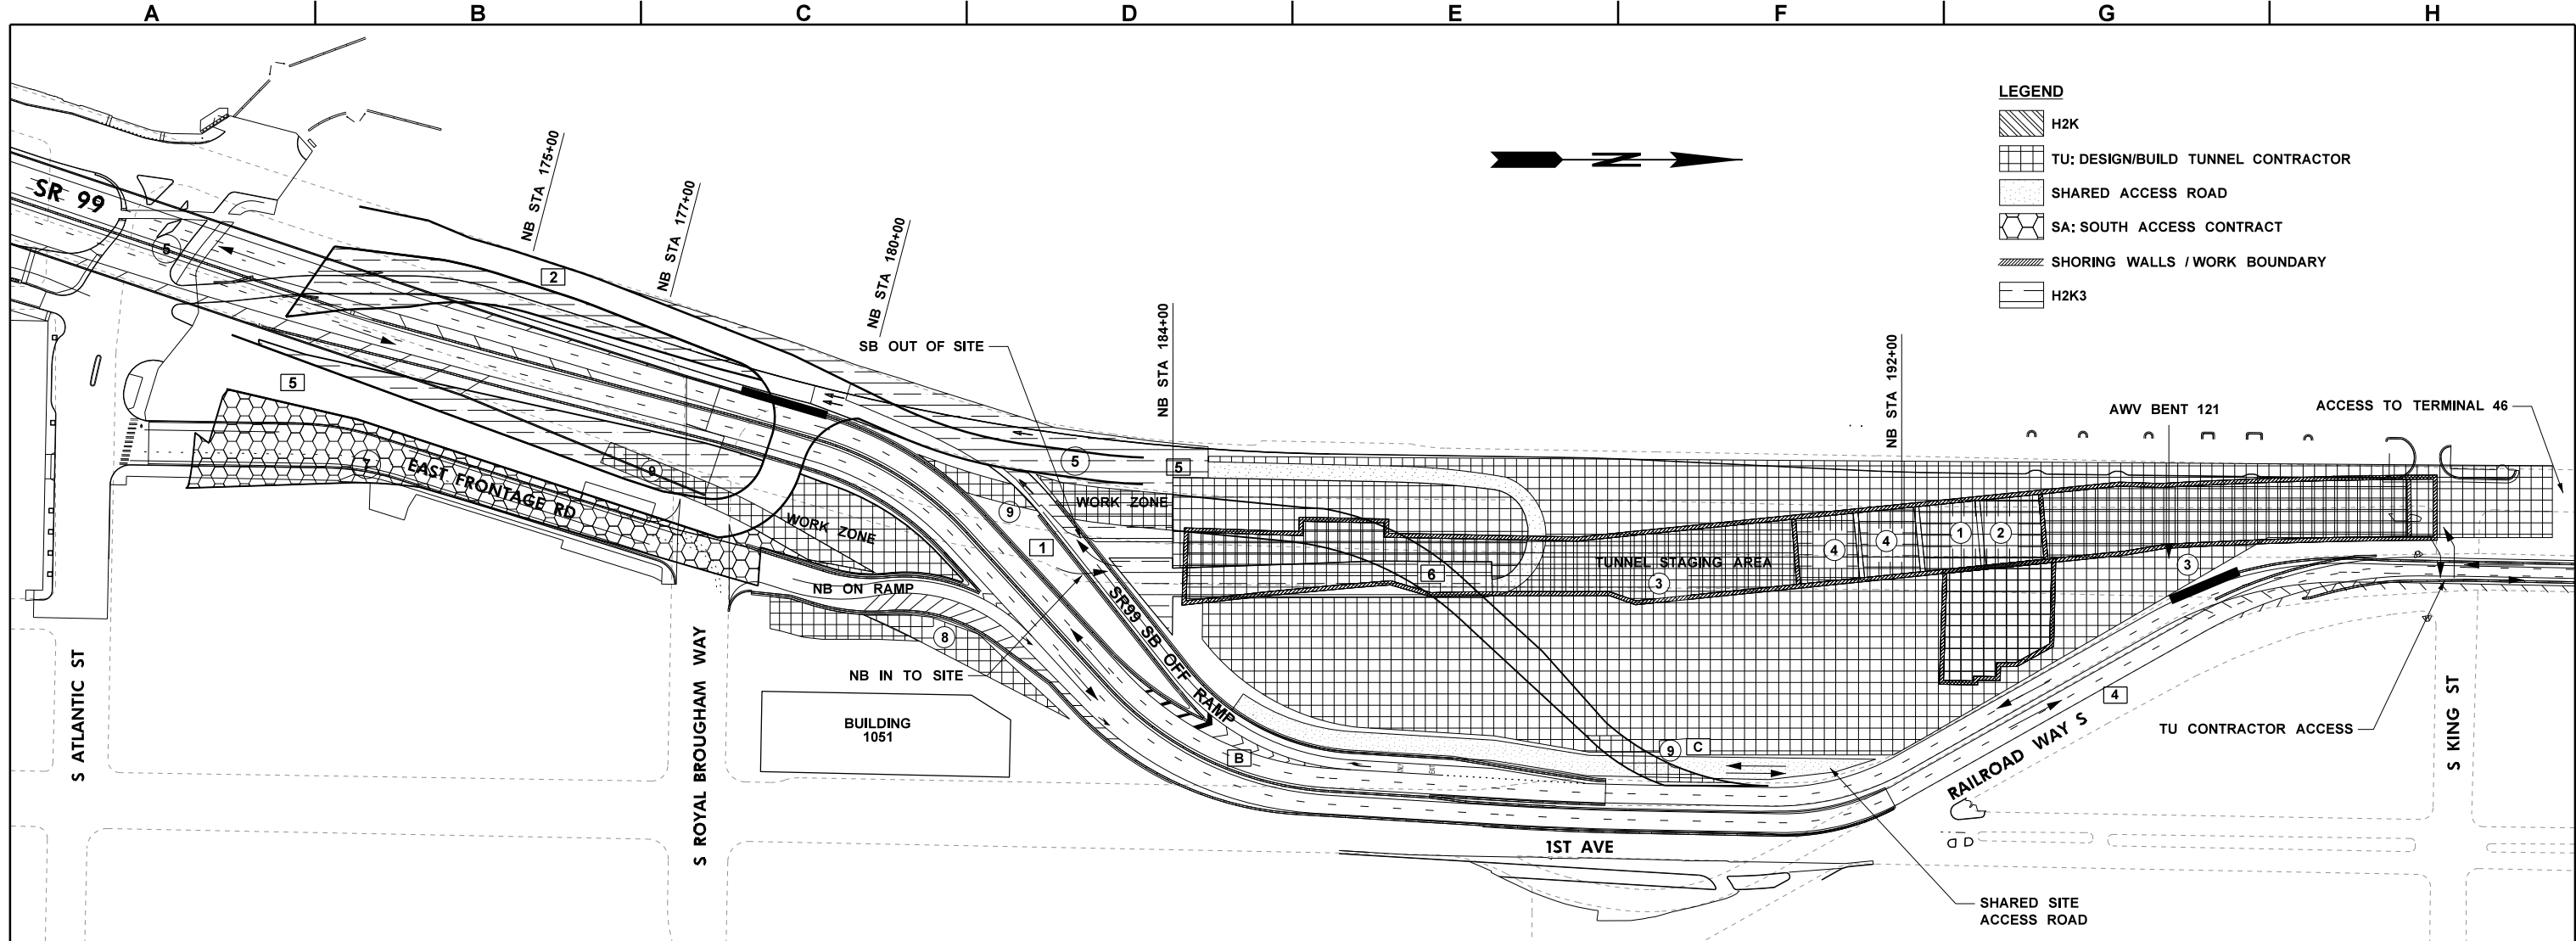 A B C D E F G H
LEGEND
H2K
TU: DESIGN/BUILD TUNNEL CONTRACTOR
SHARED ACCESS ROAD
SA: SOUTH ACCESS CONTRACT
SHORING WALLS / WORK BOUNDARY
H2K3
N
SR 99
5
NB STA 175+00
2
NB STA 177+00
NB STA 180+00
SB OUT OF SITE
NB STA 184+00
NB STA 192+00
AWV BENT 121
ACCESS TO TERMINAL 46
5
7
EAST FRONTAGE RD
9
WORK ZONE
9
WORK ZONE
5
5
1
6
TUNNEL STAGING AREA
3
4
4
1
2
3
NB ON RAMP
8
SR99 SB OFF RAMP
NB IN TO SITE
BUILDING
1051
B
9
C
4
RAILROAD WAY S
TU CONTRACTOR ACCESS
S KING ST
S ATLANTIC ST
S ROYAL BROUGHAM WAY
1ST AVE
SHARED SITE
ACCESS ROAD